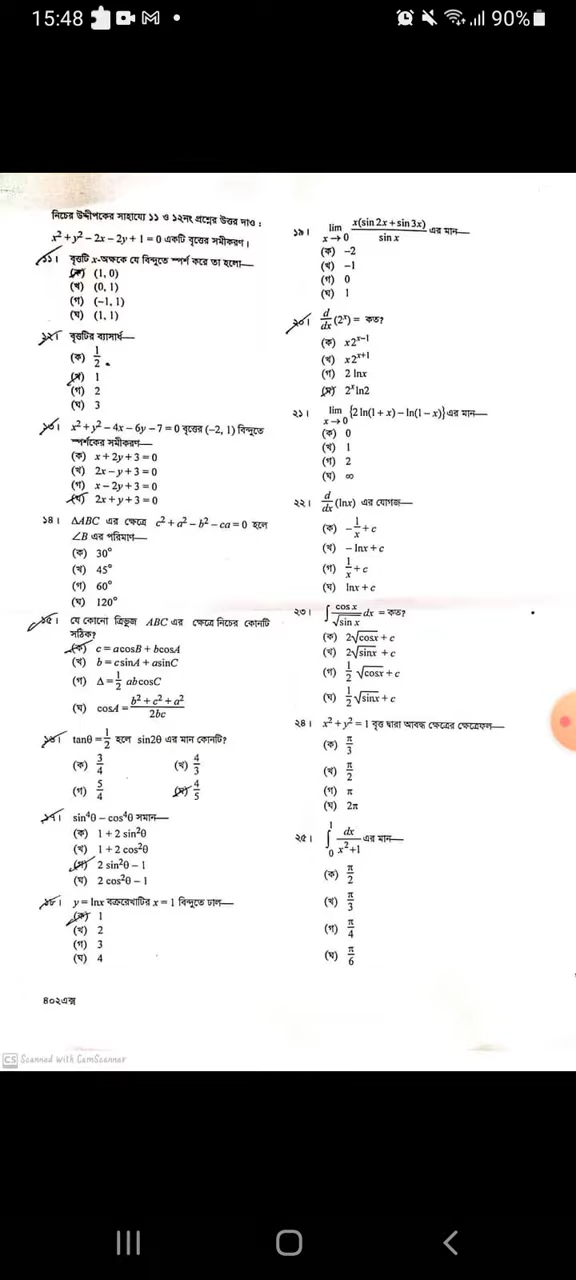 15:48
90%
নিচের উদ্দীপকের সাহায্যে ১১ ও ১২নং প্রশ্নের উত্তর দাও :
x² + y² – 2x – 2y + 1 = 0 একটি বৃত্তের সমীকরণ।
১১। বৃত্তটি x-অক্ষকে যে বিন্দুতে স্পর্শ করে তা হলো—
(ক) (1, 0)
(খ) (0, 1)
(গ) (–1, 1)
(ঘ) (1, 1)
১২। বৃত্তটির ব্যাসার্ধ—
(ক) 1/2
(খ) 1
(গ) 2
(ঘ) 3
১৩। x² + y² – 4x – 6y – 7 = 0 বৃত্তের (–2, 1) বিন্দুতে
স্পর্শকের সমীকরণ—
(ক) x + 2y + 3 = 0
(খ) 2x – y + 3 = 0
(গ) x – 2y + 3 = 0
(ঘ) 2x + y + 3 = 0
১৪। ΔABC এর ক্ষেত্রে c² + a² – b² – ca = 0 হলে
∠B এর পরিমাণ—
(ক) 30°
(খ) 45°
(গ) 60°
(ঘ) 120°
১৫। যে কোনো ত্রিভুজ ABC এর ক্ষেত্রে নিচের কোনটি
সঠিক?
(ক) c = acosB + bcosA
(খ) b = csinA + asinC
(গ) Δ = 1/2 abcosC
(ঘ) cosA = (b² + c² + a²)/2bc
১৬। tanθ = 1/2 হলে sin2θ এর মান কোনটি?
(ক) 3/4 (খ) 4/3
(গ) 5/4 (ঘ) 4/5
১৭। sin⁴θ – cos⁴θ সমান—
(ক) 1 + 2 sin²θ
(খ) 1 + 2 cos²θ
(গ) 2 sin²θ – 1
(ঘ) 2 cos²θ – 1
১৮। y = lnx বক্ররেখাটির x = 1 বিন্দুতে ঢাল—
(ক) 1
(খ) 2
(গ) 3
(ঘ) 4
৪০২এক্স
১৯। lim x→0 x(sin 2x + sin 3x)/sin x এর মান—
(ক) –2
(খ) –1
(গ) 0
(ঘ) 1
২০। d/dx (2ˣ) = কত?
(ক) x2ˣ⁻¹
(খ) x2ˣ⁺¹
(গ) 2 lnx
(ঘ) 2ˣ ln2
২১। lim x→0 {2 ln(1 + x) – ln(1 – x)} এর মান—
(ক) 0
(খ) 1
(গ) 2
(ঘ) ∞
২২। d/dx (lnx) এর যোগজ—
(ক) – 1/x + c
(খ) – lnx + c
(গ) 1/x + c
(ঘ) lnx + c
২৩। ∫ cos x/√sin x dx = কত?
(ক) 2√cosx + c
(খ) 2√sinx + c
(গ) 1/2 √cosx + c
(ঘ) 1/2 √sinx + c
২৪। x² + y² = 1 বৃত্ত দ্বারা আবদ্ধ ক্ষেত্রের ক্ষেত্রফল—
(ক) π/3
(খ) π/2
(গ) π
(ঘ) 2π
২৫। ∫₀¹ dx/(x² + 1) এর মান—
(ক) π/2
(খ) π/3
(গ) π/4
(ঘ) π/6
CS Scanned with CamScanner